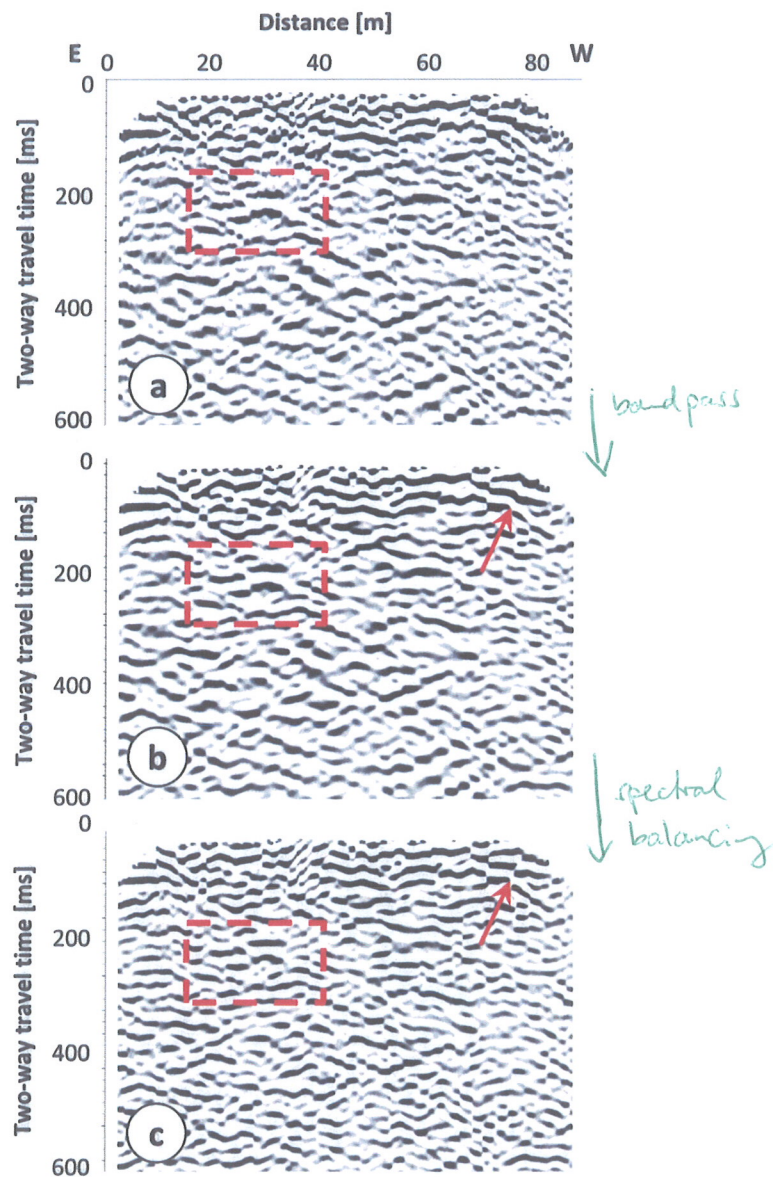 Distance [m]
E 0 20 40 60 80 W
Two-way travel time [ms]
0
200
400
600
a
band pass
Two-way travel time [ms]
0
200
400
600
b
spectral
balancing
Two-way travel time [ms]
0
200
400
600
c